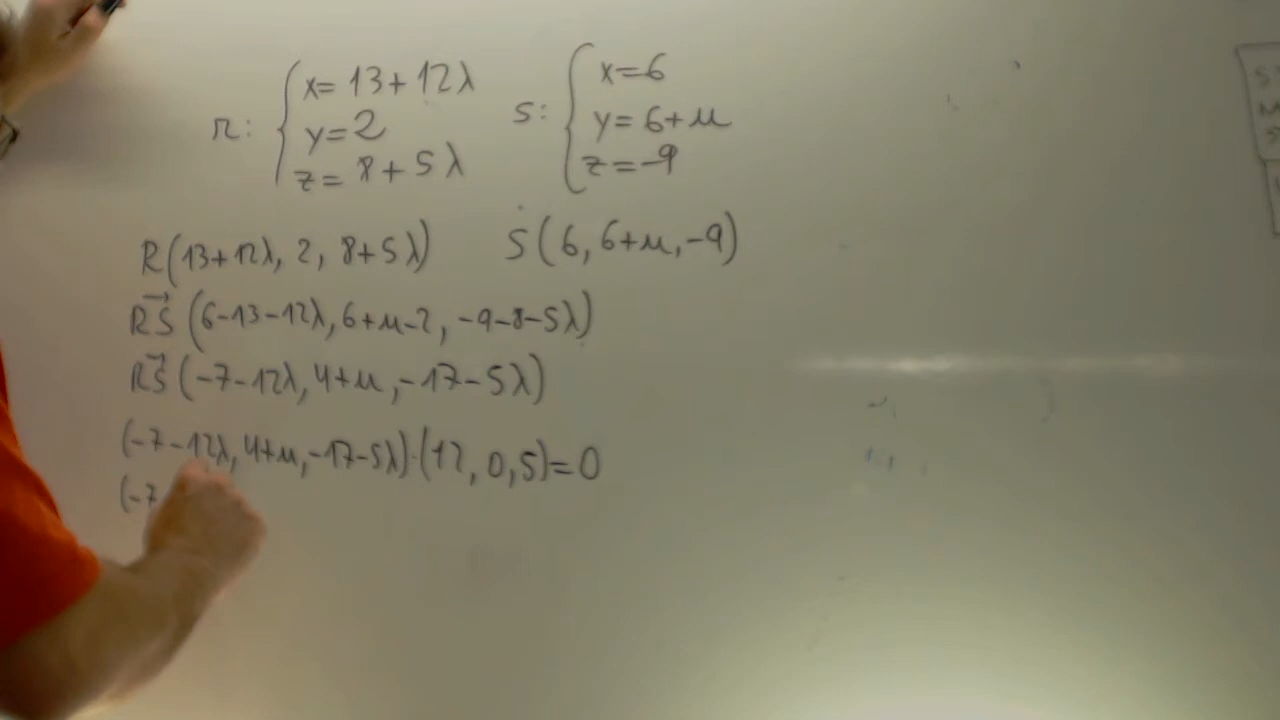 r: { x= 13+12λ
y=2
z= 8+5λ
s: { x=6
y= 6+μ
z=-9
R(13+12λ, 2, 8+5λ) S(6, 6+μ, -9)
RS⃗ (6-13-12λ, 6+μ-2, -9-8-5λ)
RS⃗ (-7-12λ, 4+μ, -17-5λ)
(-7-12λ, 4+μ, -17-5λ)·(12, 0, 5)=0
(-7